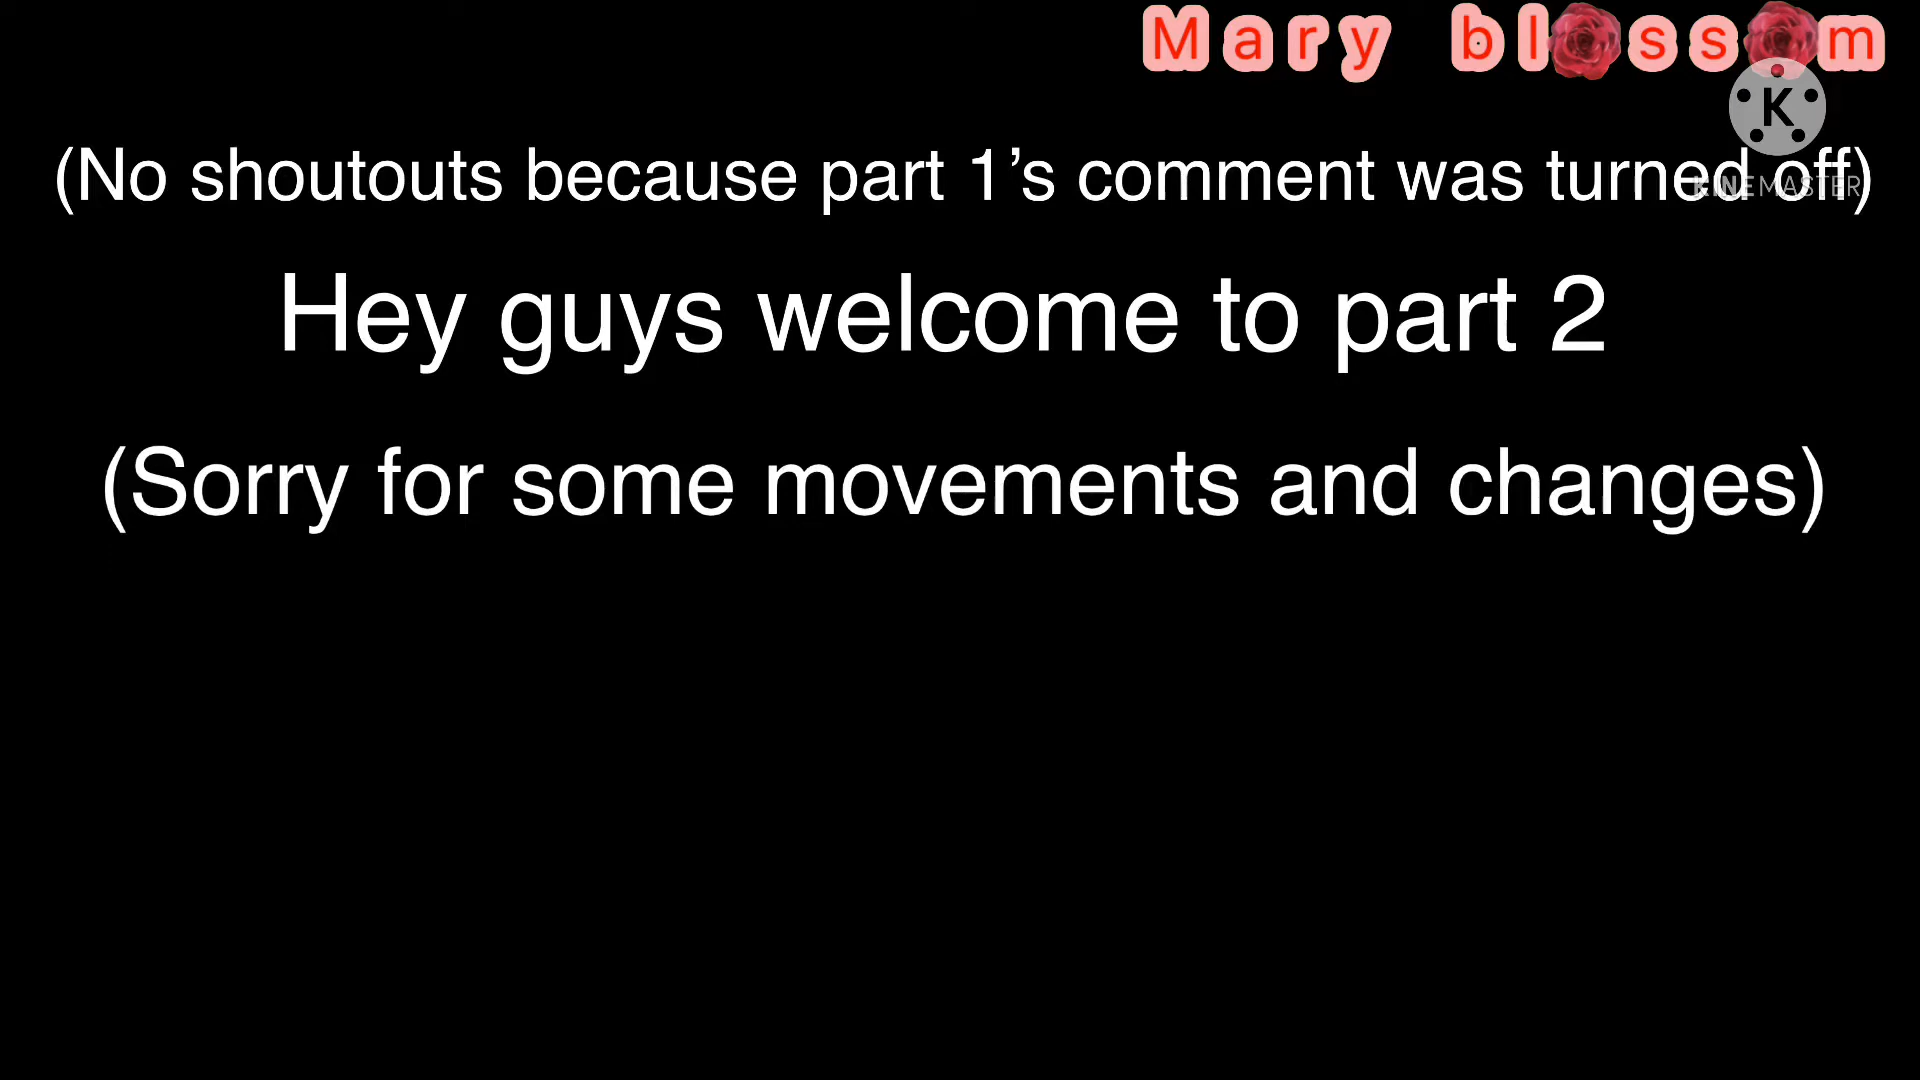 Mary blossom
K
KINEMASTER
(No shoutouts because part 1’s comment was turned off)
Hey guys welcome to part 2
(Sorry for some movements and changes)